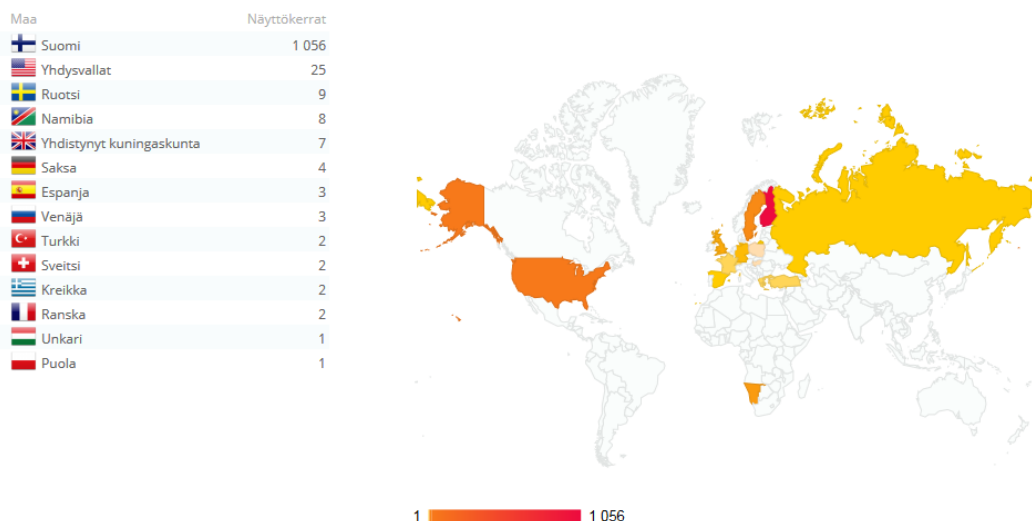 Maa Näyttökerrat
Suomi 1 056
Yhdysvallat 25
Ruotsi 9
Namibia 8
Yhdistynyt kuningaskunta 7
Saksa 4
Espanja 3
Venäjä 3
Turkki 2
Sveitsi 2
Kreikka 2
Ranska 2
Unkari 1
Puola 1
1 1 056